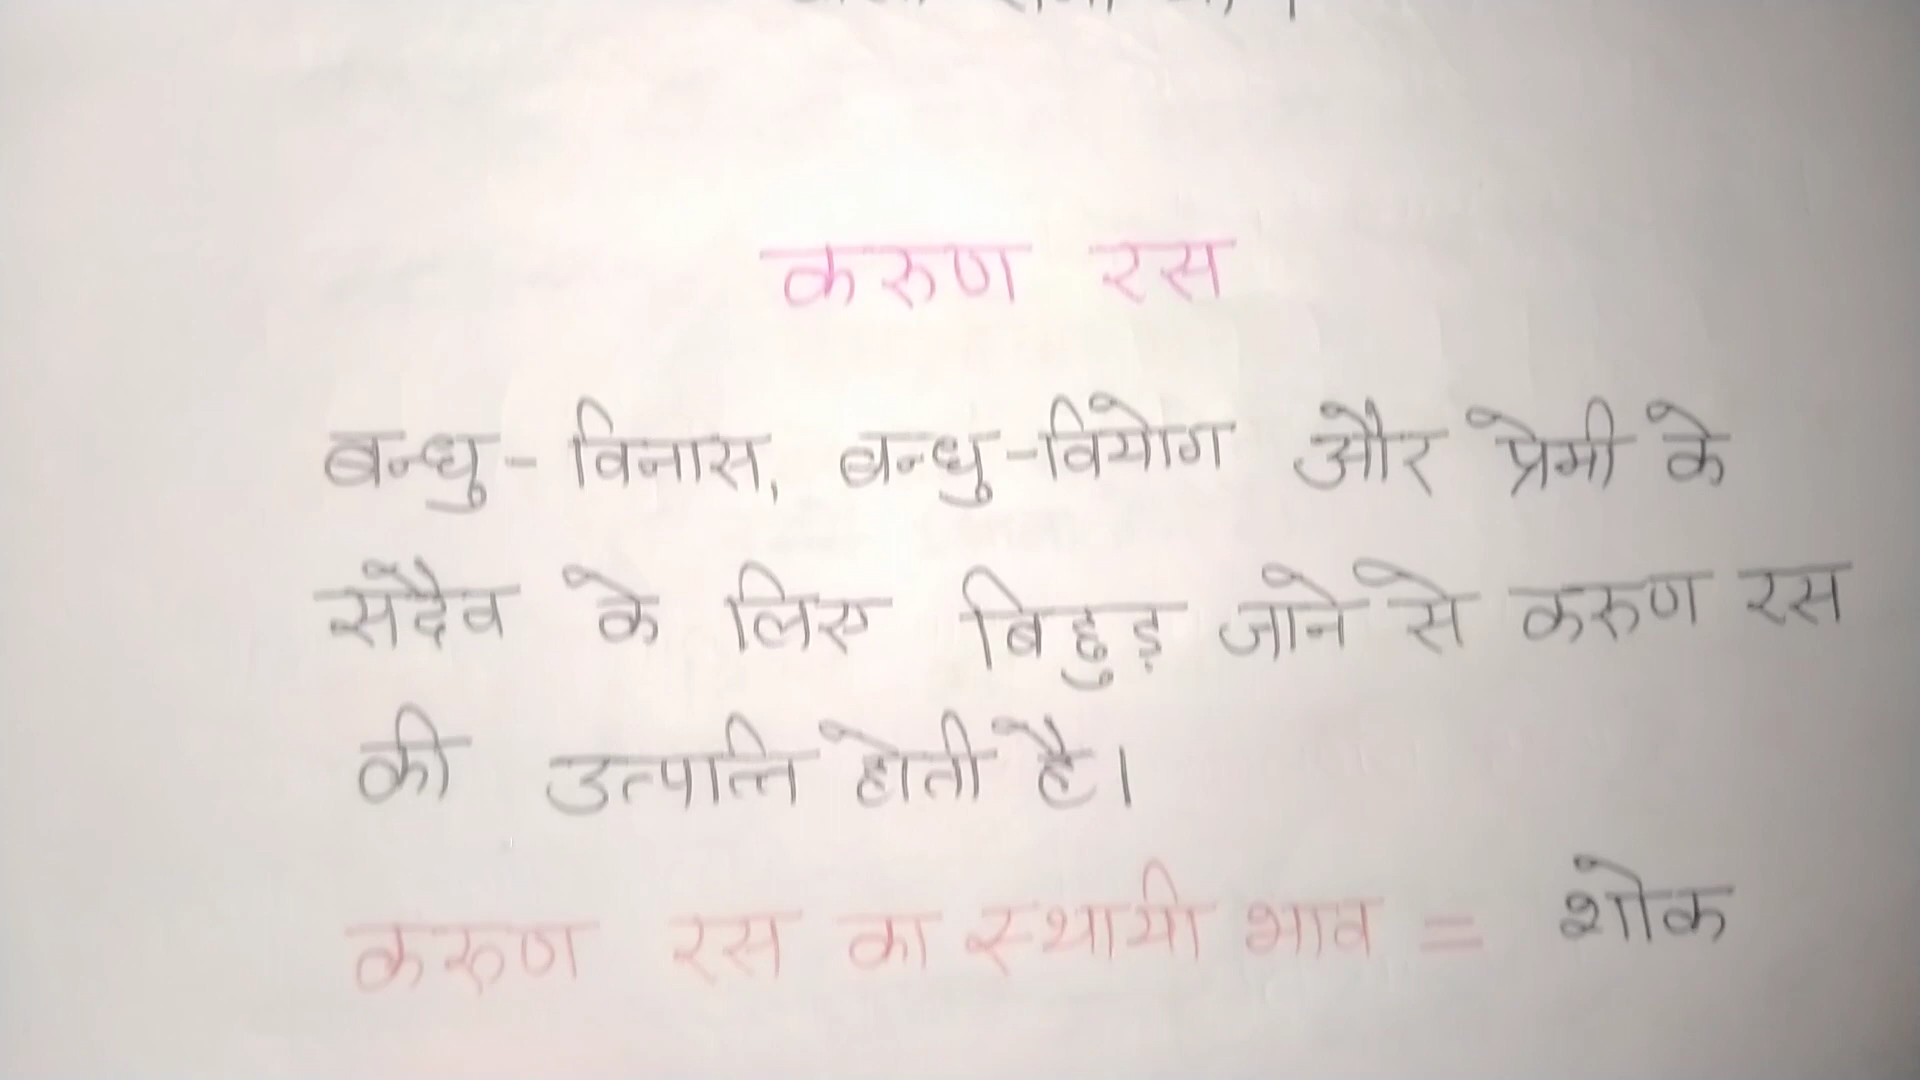 करुण रस
बन्धु-विनास, बन्धु-वियोग और प्रेमी के
सदैव के लिए बिछुड़ जाने से करुण रस
की उत्पत्ति होती है।
करुण रस का स्थायी भाव = शोक